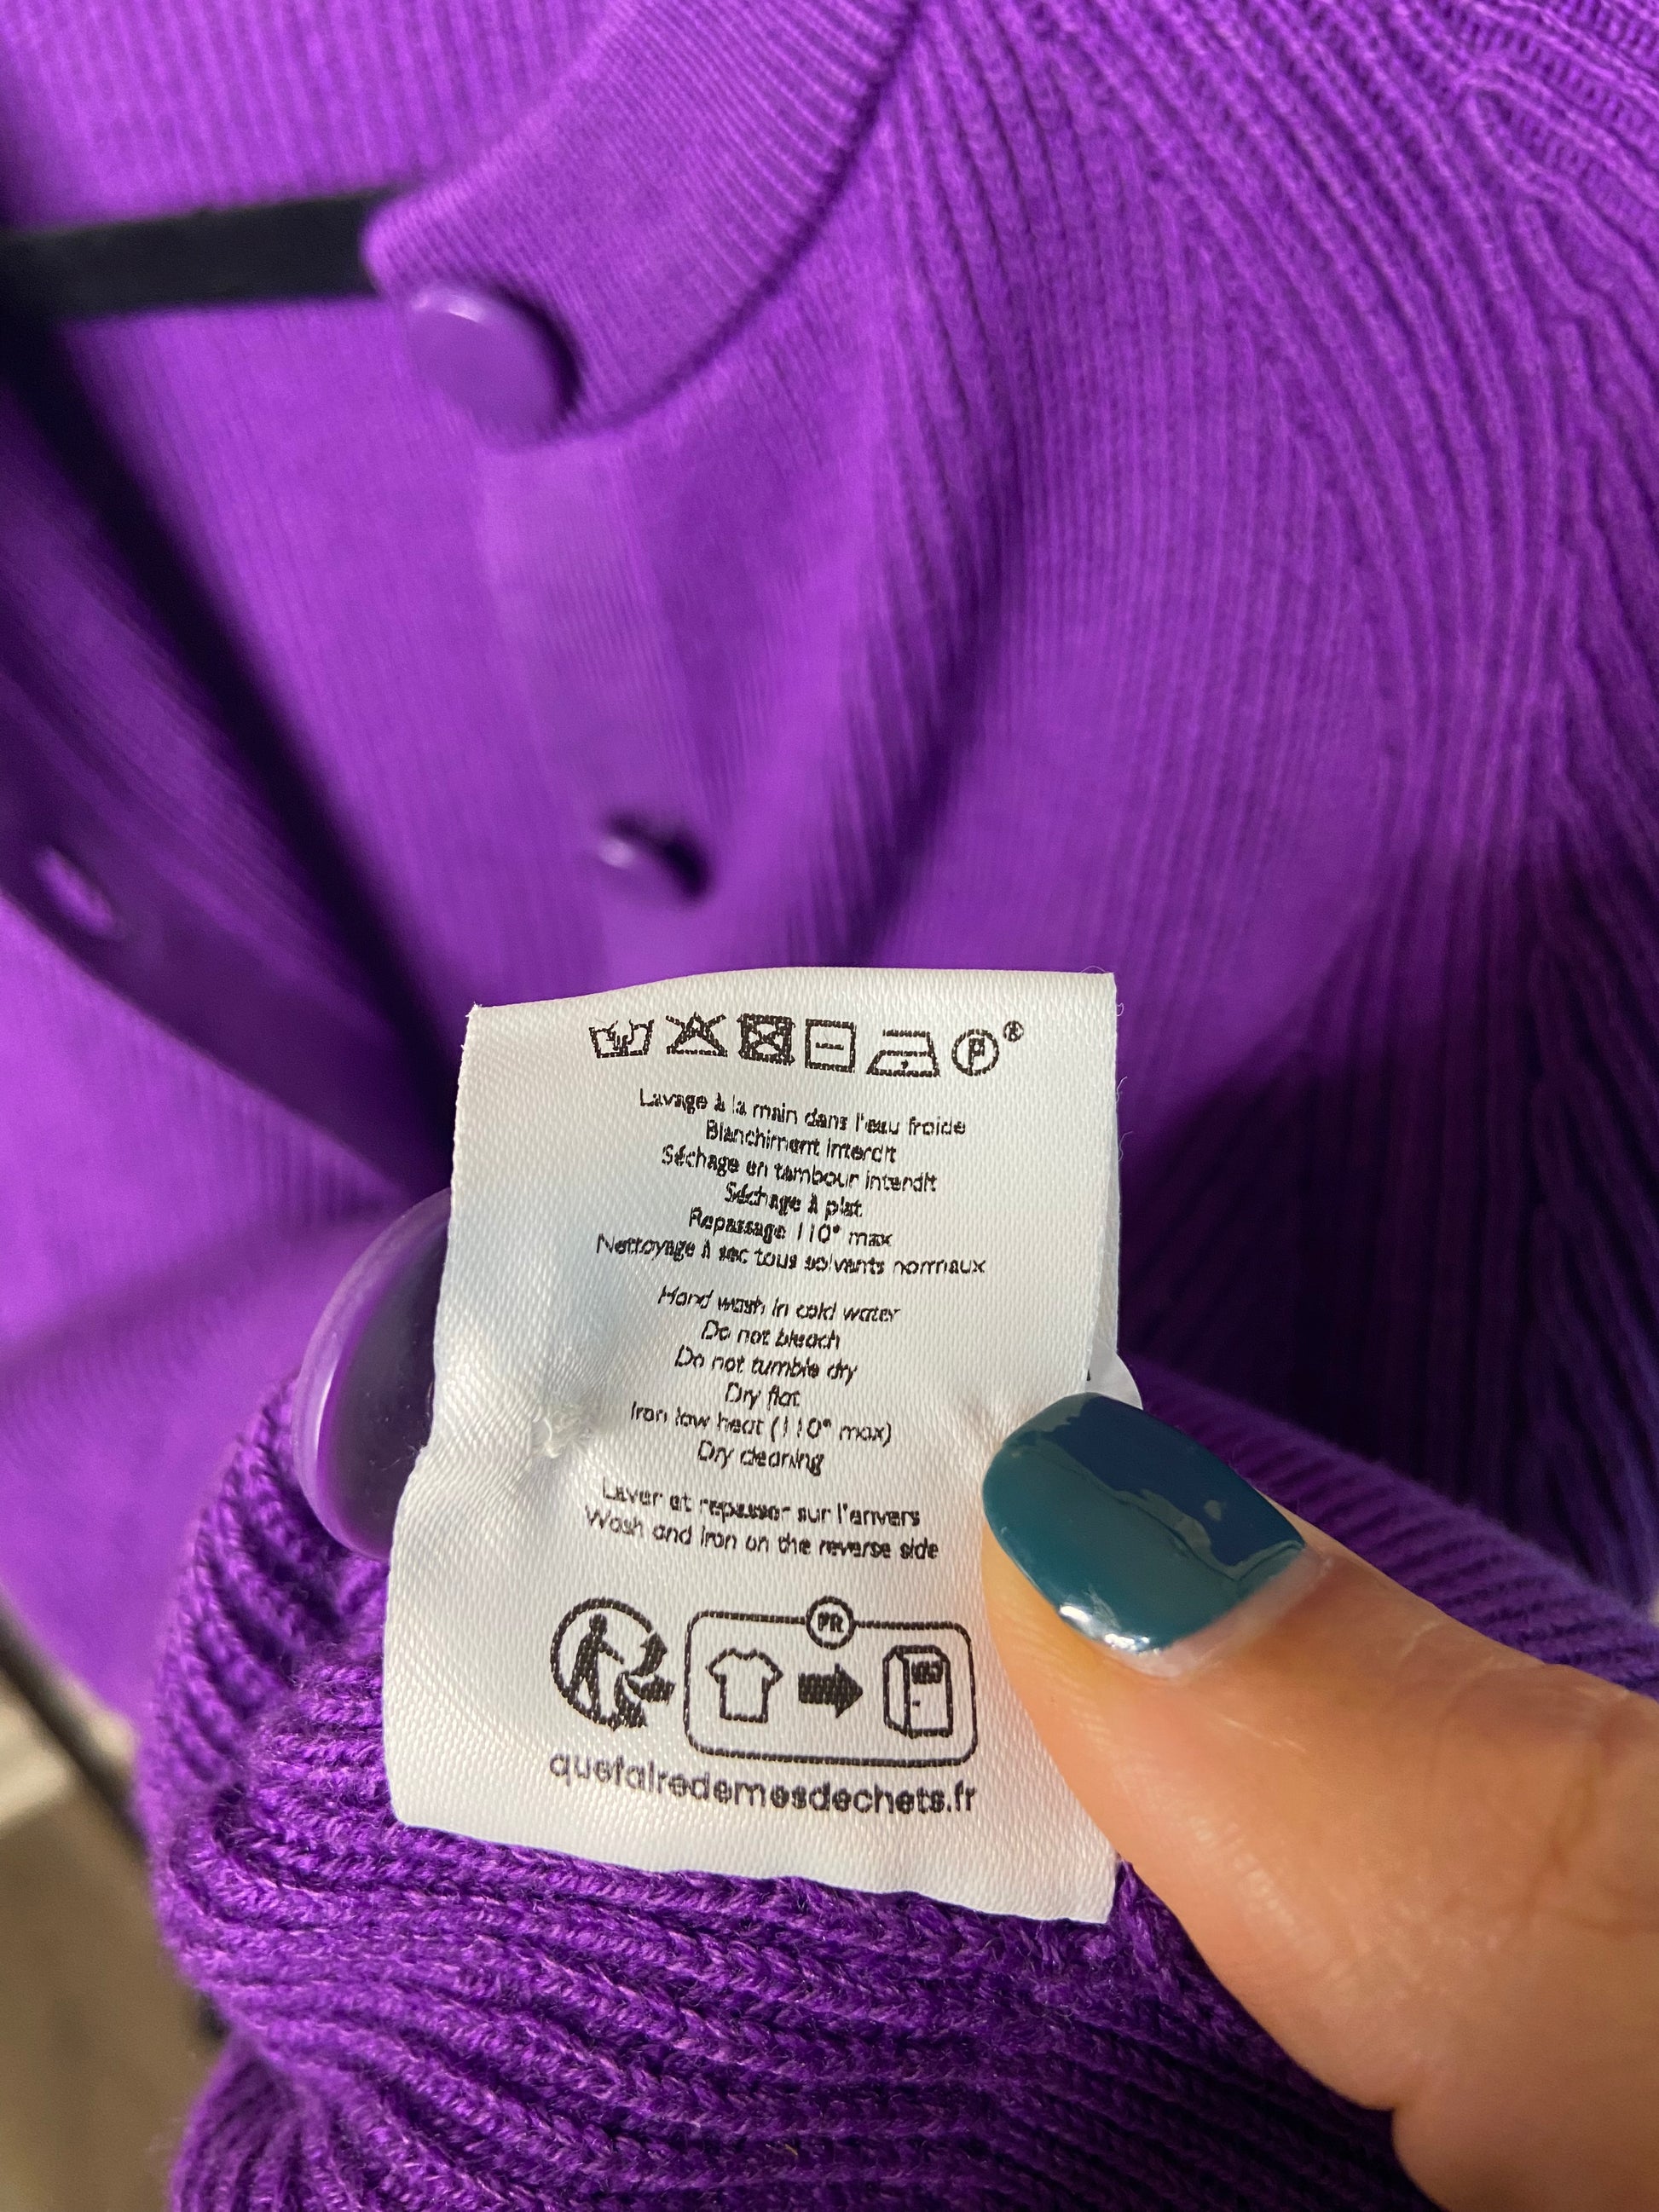 P®
Lavage à la main dans l'eau froide
Blanchiment interdit
Séchage en tambour interdit
Séchage à plat
Repassage 110° max
Nettoyage à sec tous solvants normaux
Hand wash in cold water
Do not bleach
Do not tumble dry
Dry flat
Iron low heat (110° max)
Dry cleaning
Laver et repasser sur l'envers
Wash and iron on the reverse side
FR
quefairedemesdechets.fr